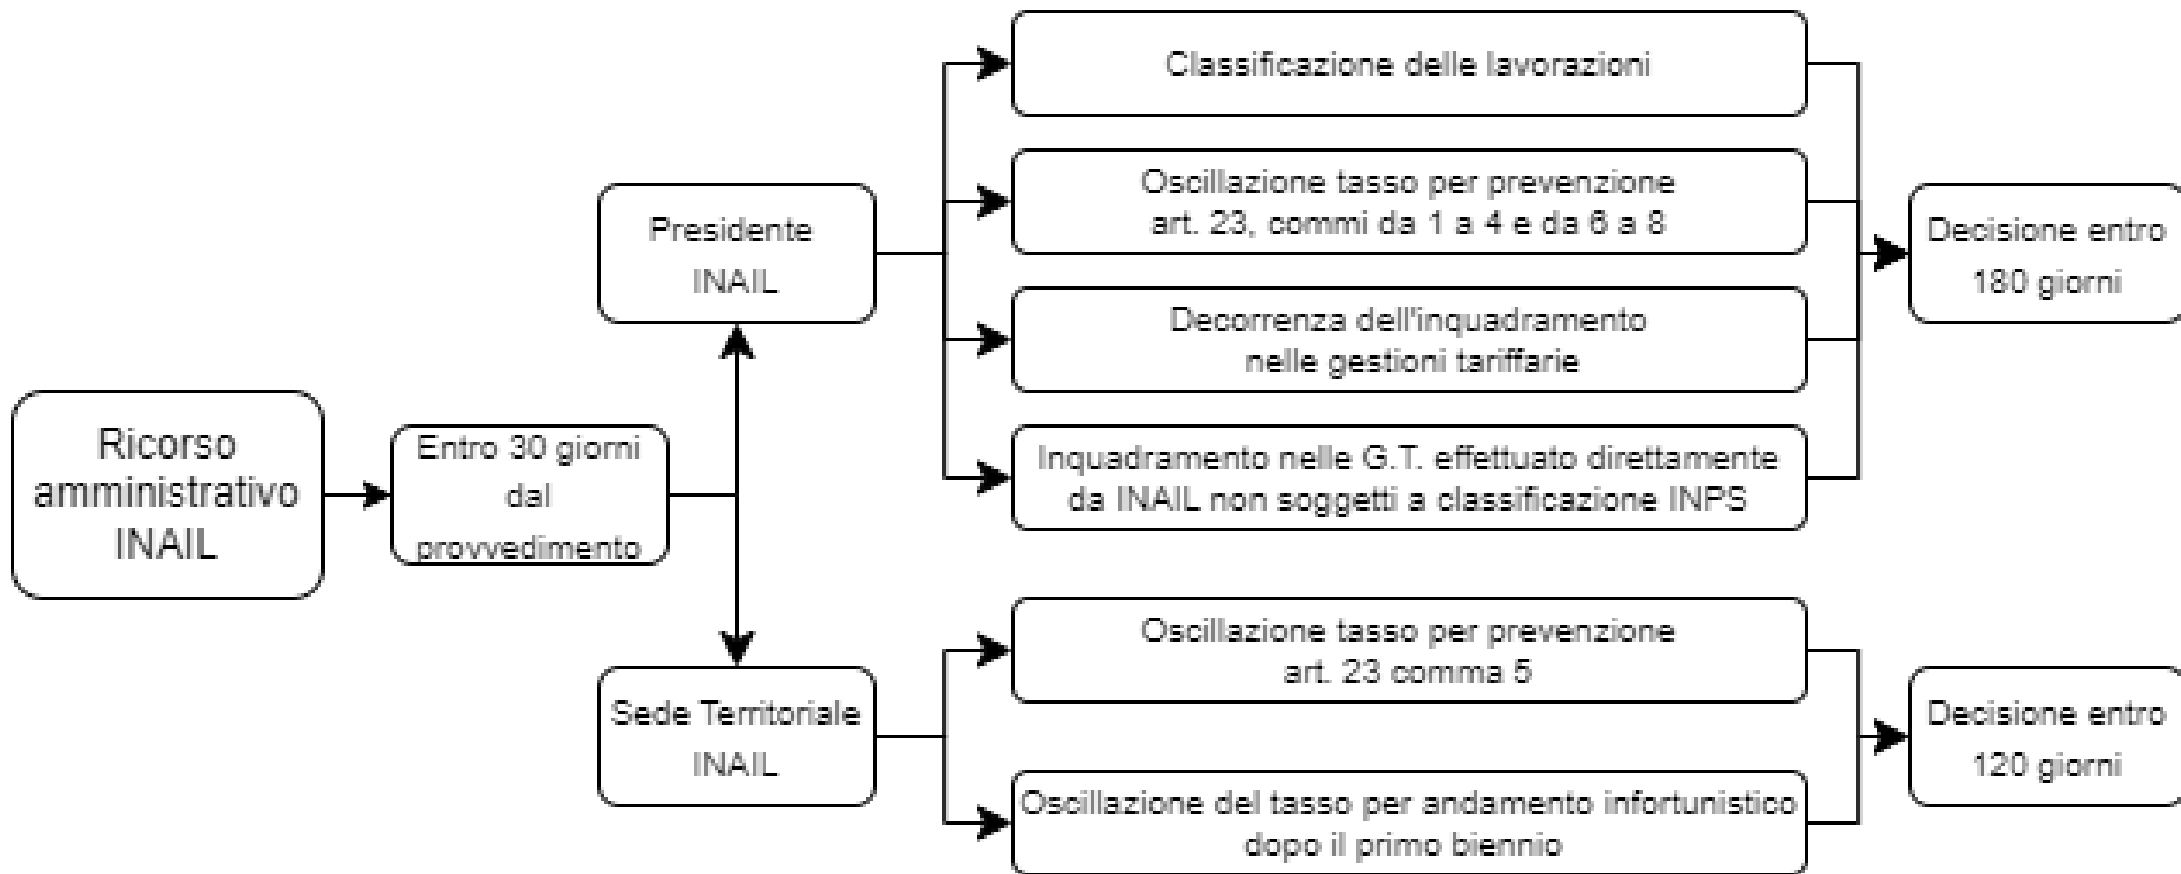 Ricorso
amministrativo
INAIL
Entro 30 giorni
dal
provvedimento
Presidente
INAIL
Classificazione delle lavorazioni
Oscillazione tasso per prevenzione
art. 23, commi da 1 a 4 e da 6 a 8
Decorrenza dell'inquadramento
nelle gestioni tariffarie
Inquadramento nelle G.T. effettuato direttamente
da INAIL non soggetti a classificazione INPS
Decisione entro
180 giorni
Sede Territoriale
INAIL
Oscillazione tasso per prevenzione
art. 23 comma 5
Oscillazione del tasso per andamento infortunistico
dopo il primo biennio
Decisione entro
120 giorni